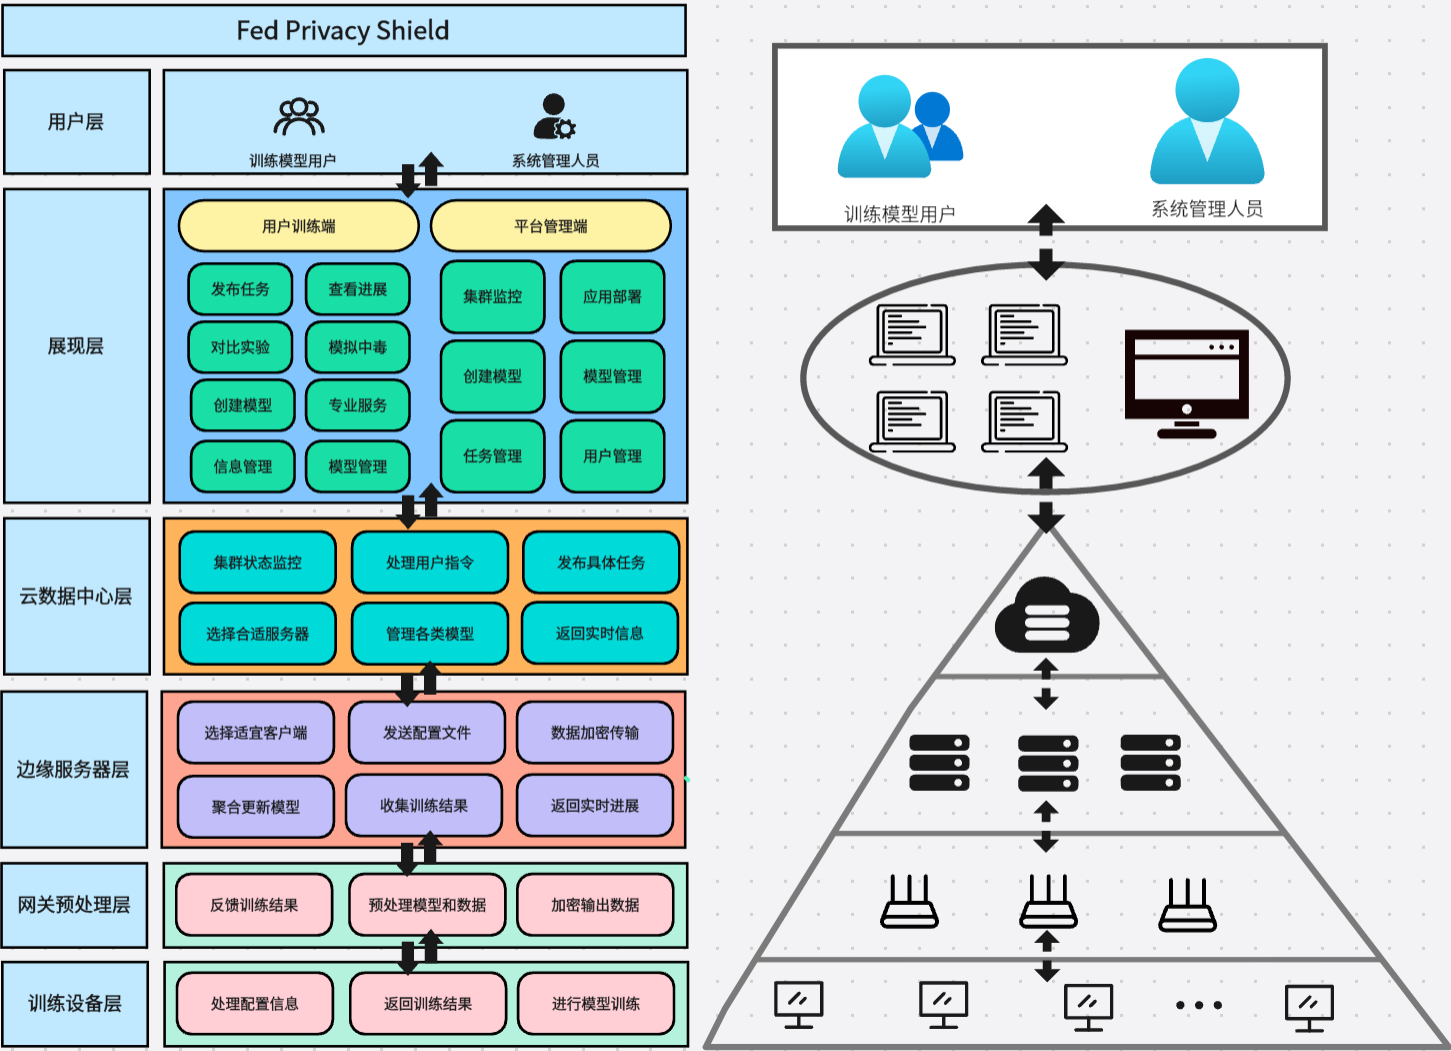 Fed Privacy Shield
用户层
训练模型用户
系统管理人员
展现层
用户训练端
平台管理端
发布任务
查看进展
集群监控
应用部署
对比实验
模拟中毒
创建模型
模型管理
创建模型
专业服务
任务管理
用户管理
信息管理
模型管理
云数据中心层
集群状态监控
处理用户指令
发布具体任务
选择合适服务器
管理各类模型
返回实时信息
边缘服务器层
选择适宜客户端
发送配置文件
数据加密传输
聚合更新模型
收集训练结果
返回实时进展
网关预处理层
反馈训练结果
预处理模型和数据
加密输出数据
训练设备层
处理配置信息
返回训练结果
进行模型训练
训练模型用户
系统管理人员